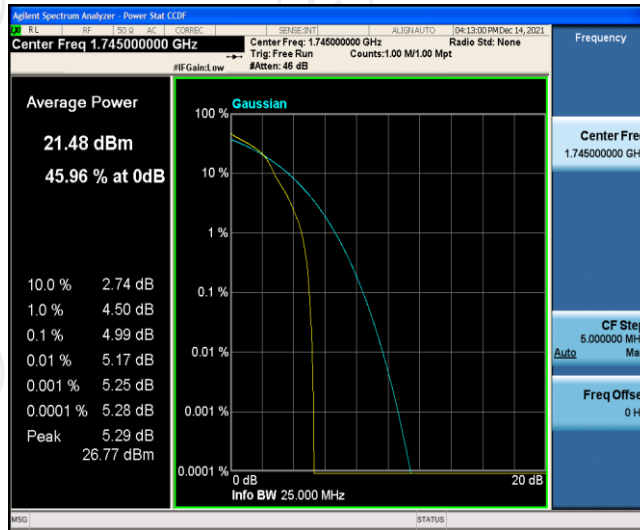 Agilent Spectrum Analyzer - Power Stat CCDF
RL RF 50 Ω AC CORREC SENSE:INT ALIGNAUTO 04:13:00 PM Dec 14, 2021
Center Freq 1.745000000 GHz
Center Freq: 1.745000000 GHz Radio Std: None
Trig: Free Run Counts:1.00 M/1.00 Mpt
#IFGain:Low #Atten: 46 dB
Frequency
Average Power
21.48 dBm
45.96 % at 0dB
10.0 % 2.74 dB
1.0 % 4.50 dB
0.1 % 4.99 dB
0.01 % 5.17 dB
0.001 % 5.25 dB
0.0001 % 5.28 dB
Peak 5.29 dB
26.77 dBm
Gaussian
100 %
10 %
1 %
0.1 %
0.01 %
0.001 %
0.0001 %
0 dB 20 dB
Info BW 25.000 MHz
Center Fre
1.745000000 GH
CF Ste
5.000000 MH
Auto Ma
Freq Offse
0 H
MSG STATUS